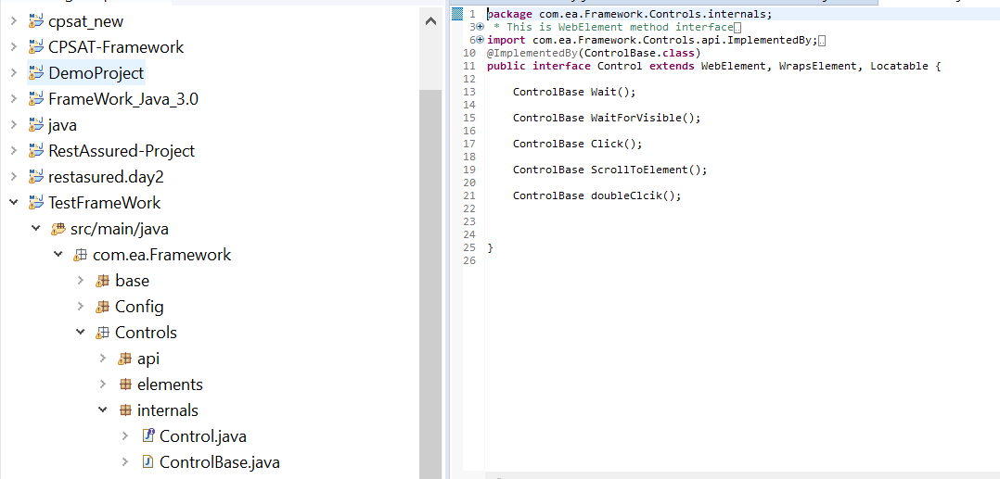 cpsat_new
CPSAT-Framework
DemoProject
FrameWork_Java_3.0
java
RestAssured-Project
restasured.day2
TestFrameWork
src/main/java
com.ea.Framework
base
Config
Controls
api
elements
internals
Control.java
ControlBase.java
1 package com.ea.Framework.Controls.internals;
3 * This is WebElement method interface
6 import com.ea.Framework.Controls.api.ImplementedBy;
10 @ImplementedBy(ControlBase.class)
11 public interface Control extends WebElement, WrapsElement, Locatable {
12
13 ControlBase Wait();
14
15 ControlBase WaitForVisible();
16
17 ControlBase Click();
18
19 ControlBase ScrollToElement();
20
21 ControlBase doubleClcik();
22
23
24
25 }
26